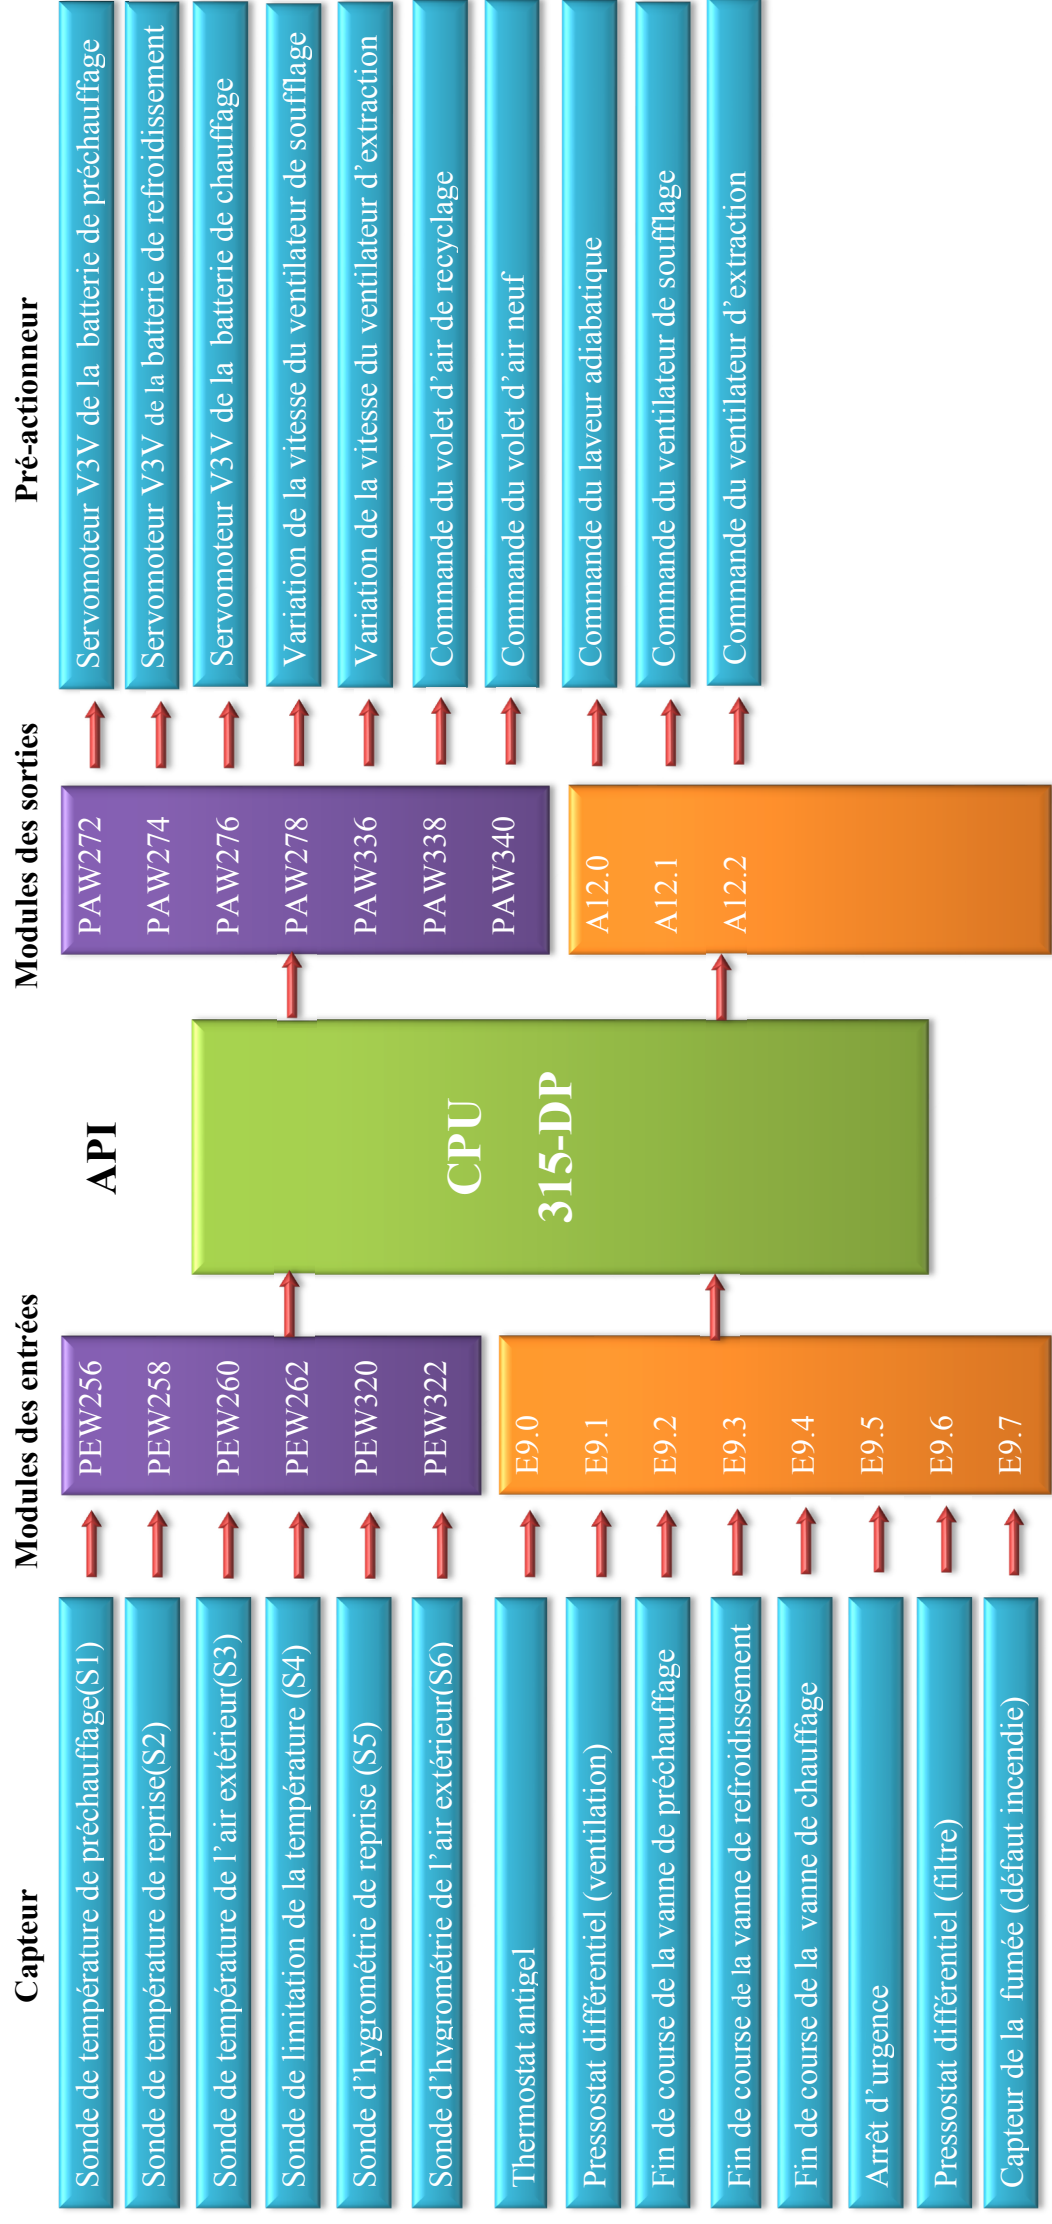 Capteur
Modules des entrées
API
Modules des sorties
Pré-actionneur
Sonde de température de préchauffage(S1)
Sonde de température de reprise(S2)
Sonde de température de l'air extérieur(S3)
Sonde de limitation de la température (S4)
Sonde d'hygrométrie de reprise (S5)
Sonde d'hygrométrie de l'air extérieur(S6)
Thermostat antigel
Pressostat différentiel (ventilation)
Fin de course de la vanne de préchauffage
Fin de course de la vanne de refroidissement
Fin de course de la vanne de chauffage
Arrêt d'urgence
Pressostat différentiel (filtre)
Capteur de la fumée (défaut incendie)
PEW256
PEW258
PEW260
PEW262
PEW320
PEW322
E9.0
E9.1
E9.2
E9.3
E9.4
E9.5
E9.6
E9.7
CPU
315-DP
PAW272
PAW274
PAW276
PAW278
PAW336
PAW338
PAW340
A12.0
A12.1
A12.2
Servomoteur V3V de la batterie de préchauffage
Servomoteur V3V de la batterie de refroidissement
Servomoteur V3V de la batterie de chauffage
Variation de la vitesse du ventilateur de soufflage
Variation de la vitesse du ventilateur d'extraction
Commande du volet d'air de recyclage
Commande du volet d'air neuf
Commande du laveur adiabatique
Commande du ventilateur de soufflage
Commande du ventilateur d'extraction